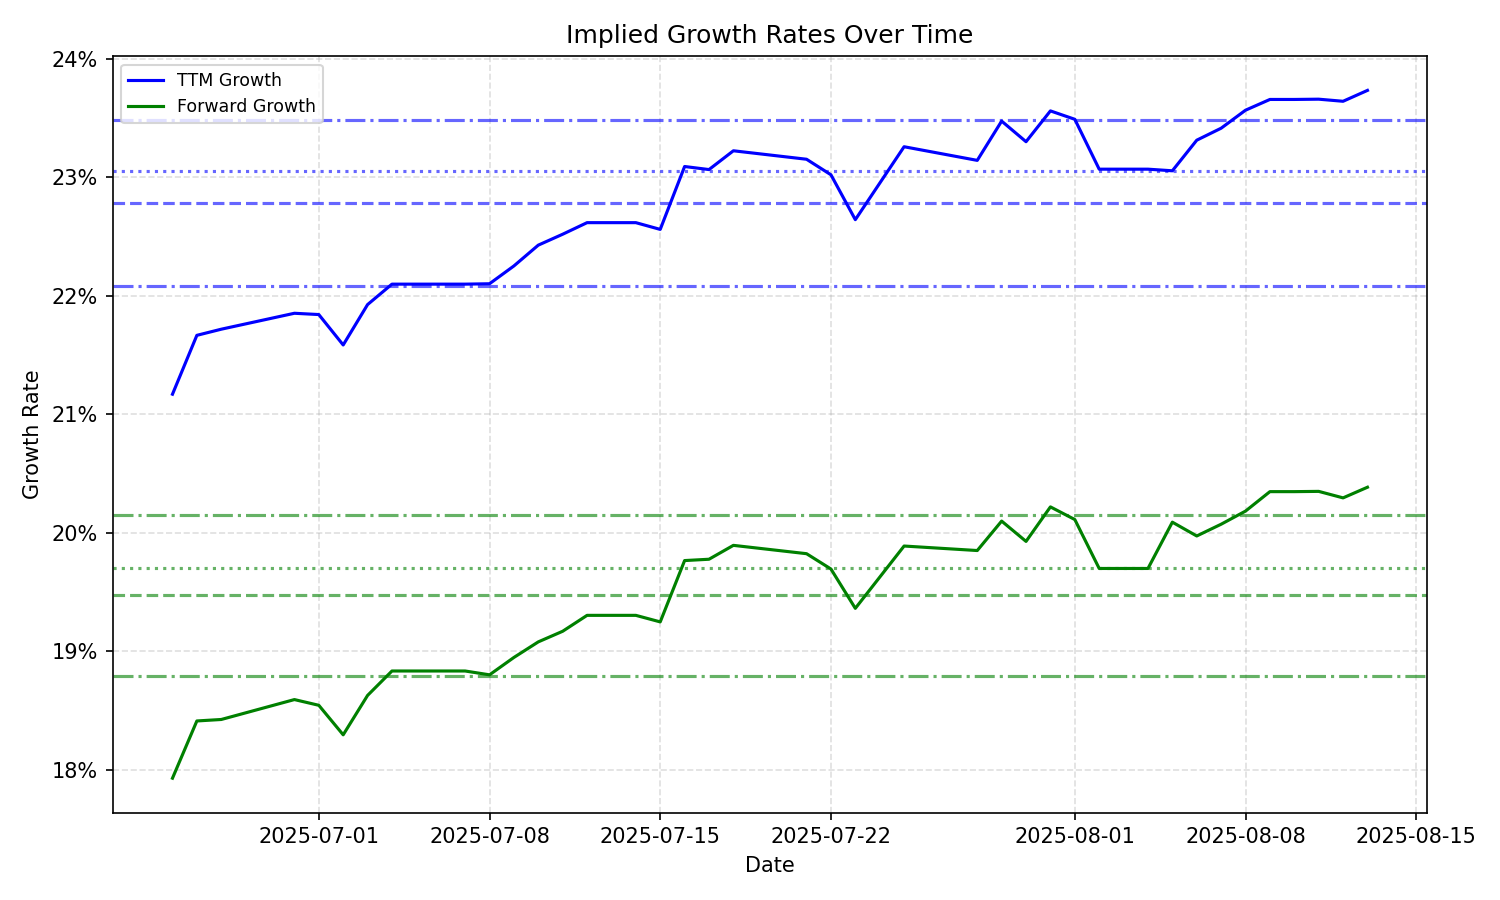 Implied Growth Rates Over Time
TTM Growth
Forward Growth
24%
23%
22%
21%
20%
19%
18%
Growth Rate
2025-07-01
2025-07-08
2025-07-15
2025-07-22
2025-08-01
2025-08-08
2025-08-15
Date